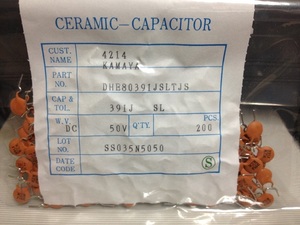 CERAMIC-CAPACITOR
CUST. NAME 4214 KAMAYA
PART NO. DHE80391JSLTJS
CAP & TOL. 391J SL
W.V. DC 50V Q'TY. PCS 200
LOT NO. SS035N5050
DATE CODE S